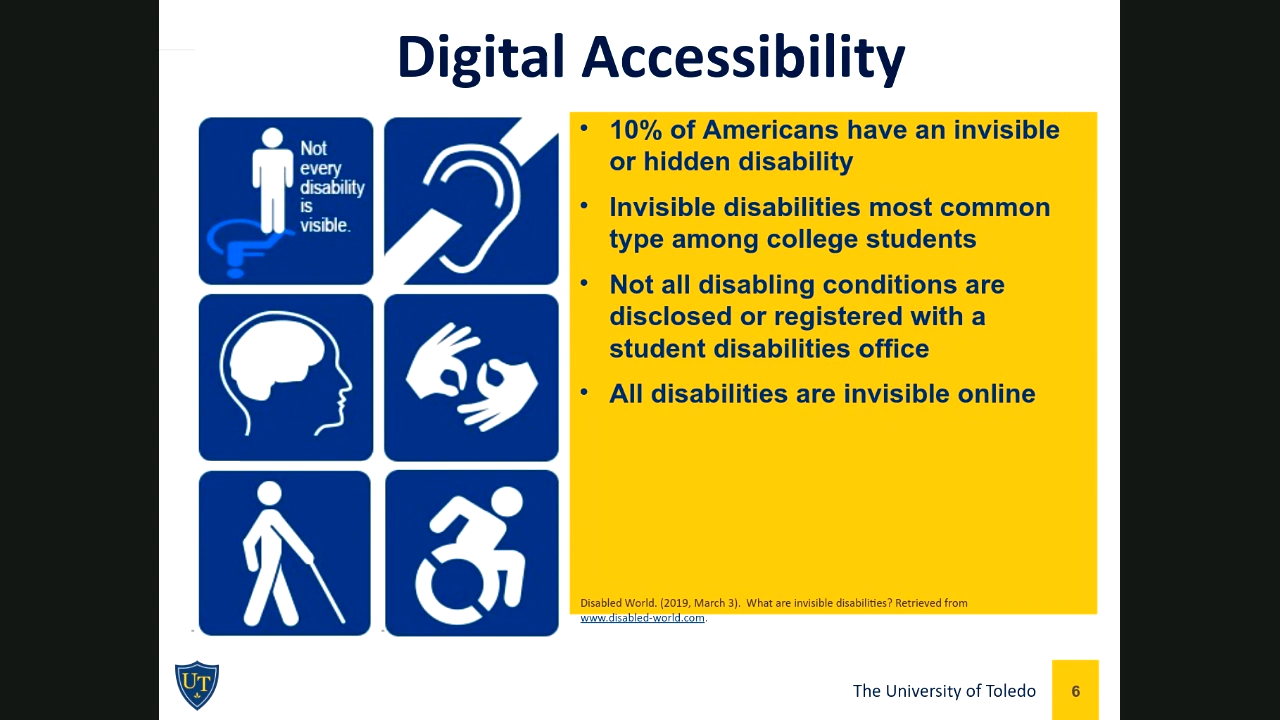 Digital Accessibility
Not
every
disability
is
visible.
• 10% of Americans have an invisible
or hidden disability
• Invisible disabilities most common
type among college students
• Not all disabling conditions are
disclosed or registered with a
student disabilities office
• All disabilities are invisible online
Disabled World. (2019, March 3).  What are invisible disabilities? Retrieved from
www.disabled-world.com.
UT
The University of Toledo
6